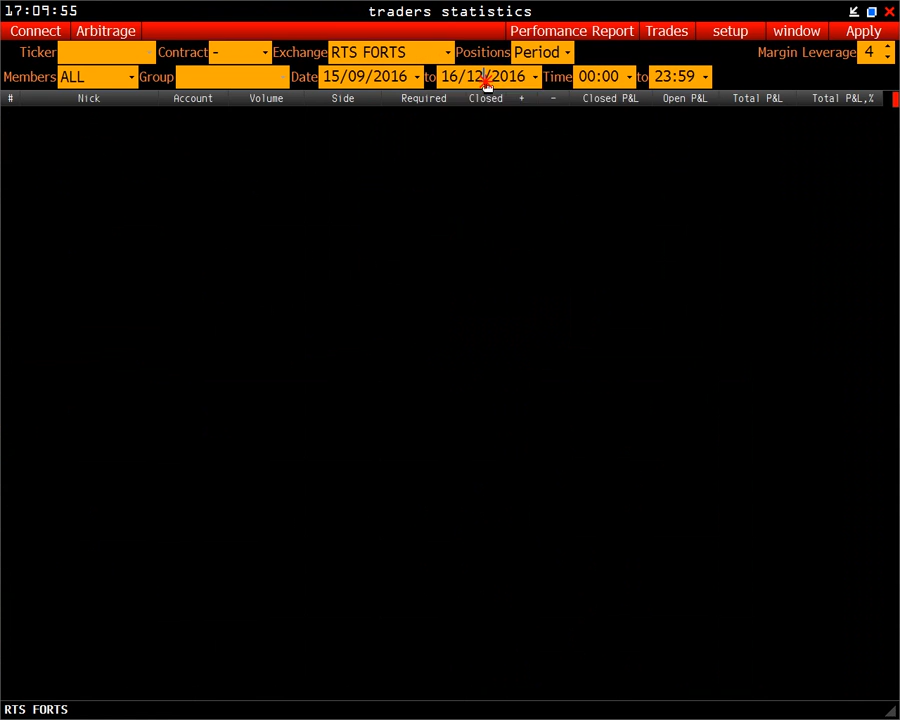 17:09:55 traders statistics
Connect Arbitrage Perfomance Report Trades setup window Apply
Ticker Contract - Exchange RTS FORTS Positions Period Margin Leverage 4
Members ALL Group Date 15/09/2016 to 16/12/2016 Time 00:00 to 23:59
# Nick Account Volume Side Required Closed + - Closed P&L Open P&L Total P&L Total P&L,%
RTS FORTS